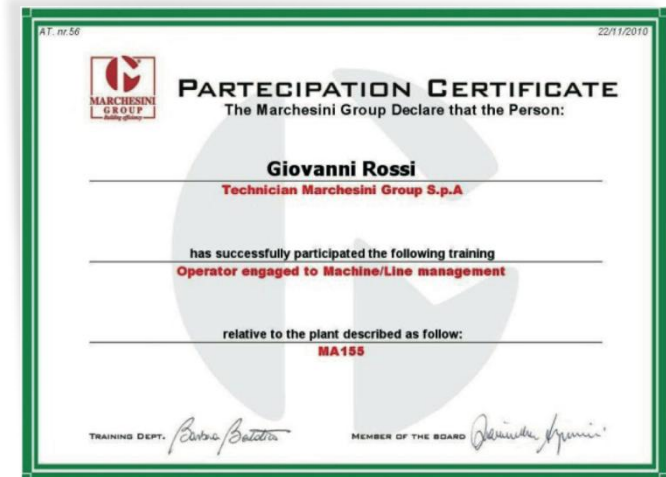 AT. nr.56
22/11/2010
MARCHESINI
GROUP
Building efficiency
PARTECIPATION CERTIFICATE
The Marchesini Group Declare that the Person:
Giovanni Rossi
Technician Marchesini Group S.p.A
has successfully participated the following training
Operator engaged to Machine/Line management
relative to the plant described as follow:
MA155
TRAINING DEPT.
MEMBER OF THE BOARD